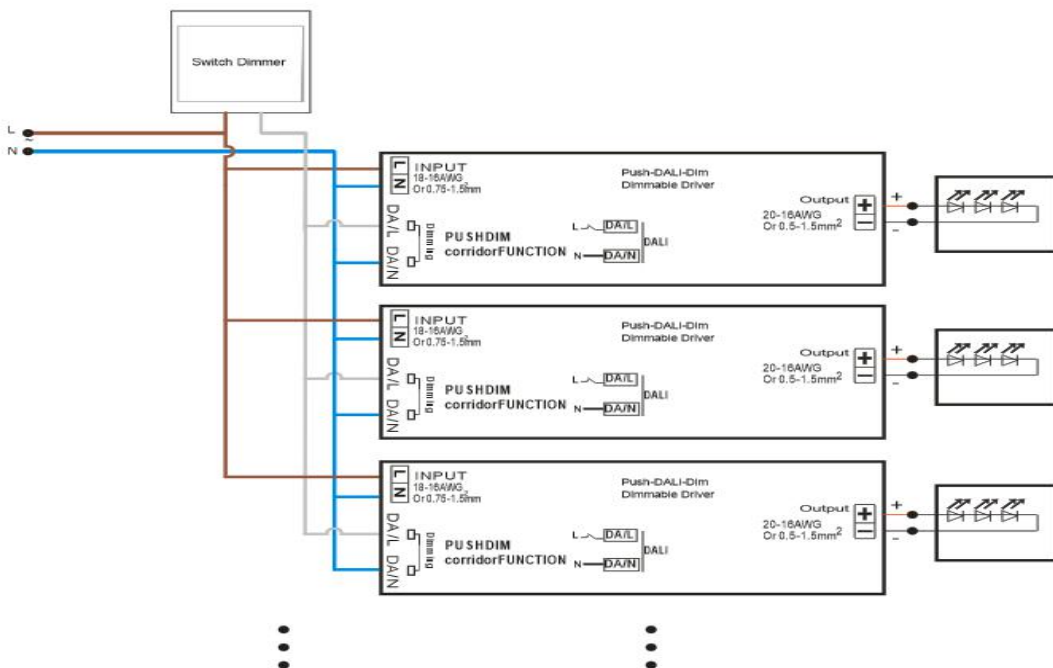 Switch Dimmer
L
~
N
L
N
INPUT
18-16AWG
Or 0.75-1.5mm²
DA/L
DA/N
Dimming
PUSHDIM
corridorFUNCTION
L
DA/L
N
DA/N
DALI
Push-DALI-Dim
Dimmable Driver
Output
20-16AWG
Or 0.5-1.5mm²
+
−
+
-
L
N
INPUT
18-16AWG
Or 0.75-1.5mm²
DA/L
DA/N
Dimming
PUSHDIM
corridorFUNCTION
L
DA/L
N
DA/N
DALI
Push-DALI-Dim
Dimmable Driver
Output
20-16AWG
Or 0.5-1.5mm²
+
−
+
-
L
N
INPUT
18-16AWG
Or 0.75-1.5mm²
DA/L
DA/N
Dimming
PUSHDIM
corridorFUNCTION
L
DA/L
N
DA/N
DALI
Push-DALI-Dim
Dimmable Driver
Output
20-16AWG
Or 0.5-1.5mm²
+
−
+
-